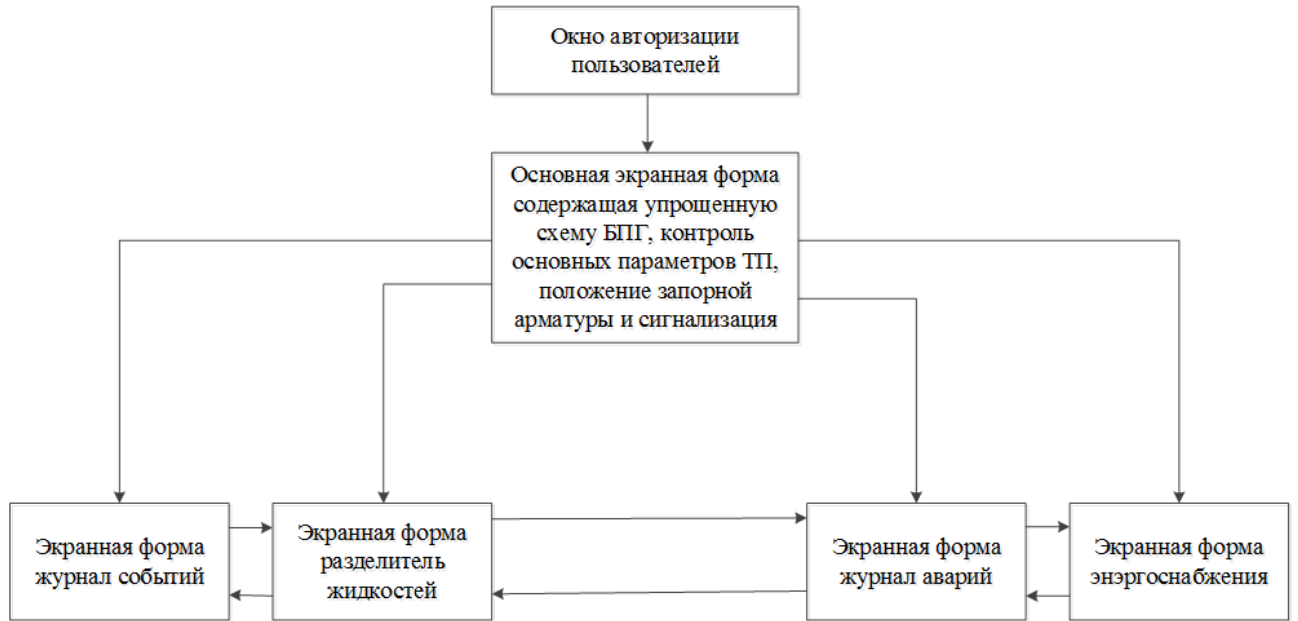 Окно авторизации
пользователей
Основная экранная форма
содержащая упрощенную
схему БПГ, контроль
основных параметров ТП,
положение запорной
арматуры и сигнализация
Экранная форма
журнал событий
Экранная форма
разделитель
жидкостей
Экранная форма
журнал аварий
Экранная форма
энэргоснабжения